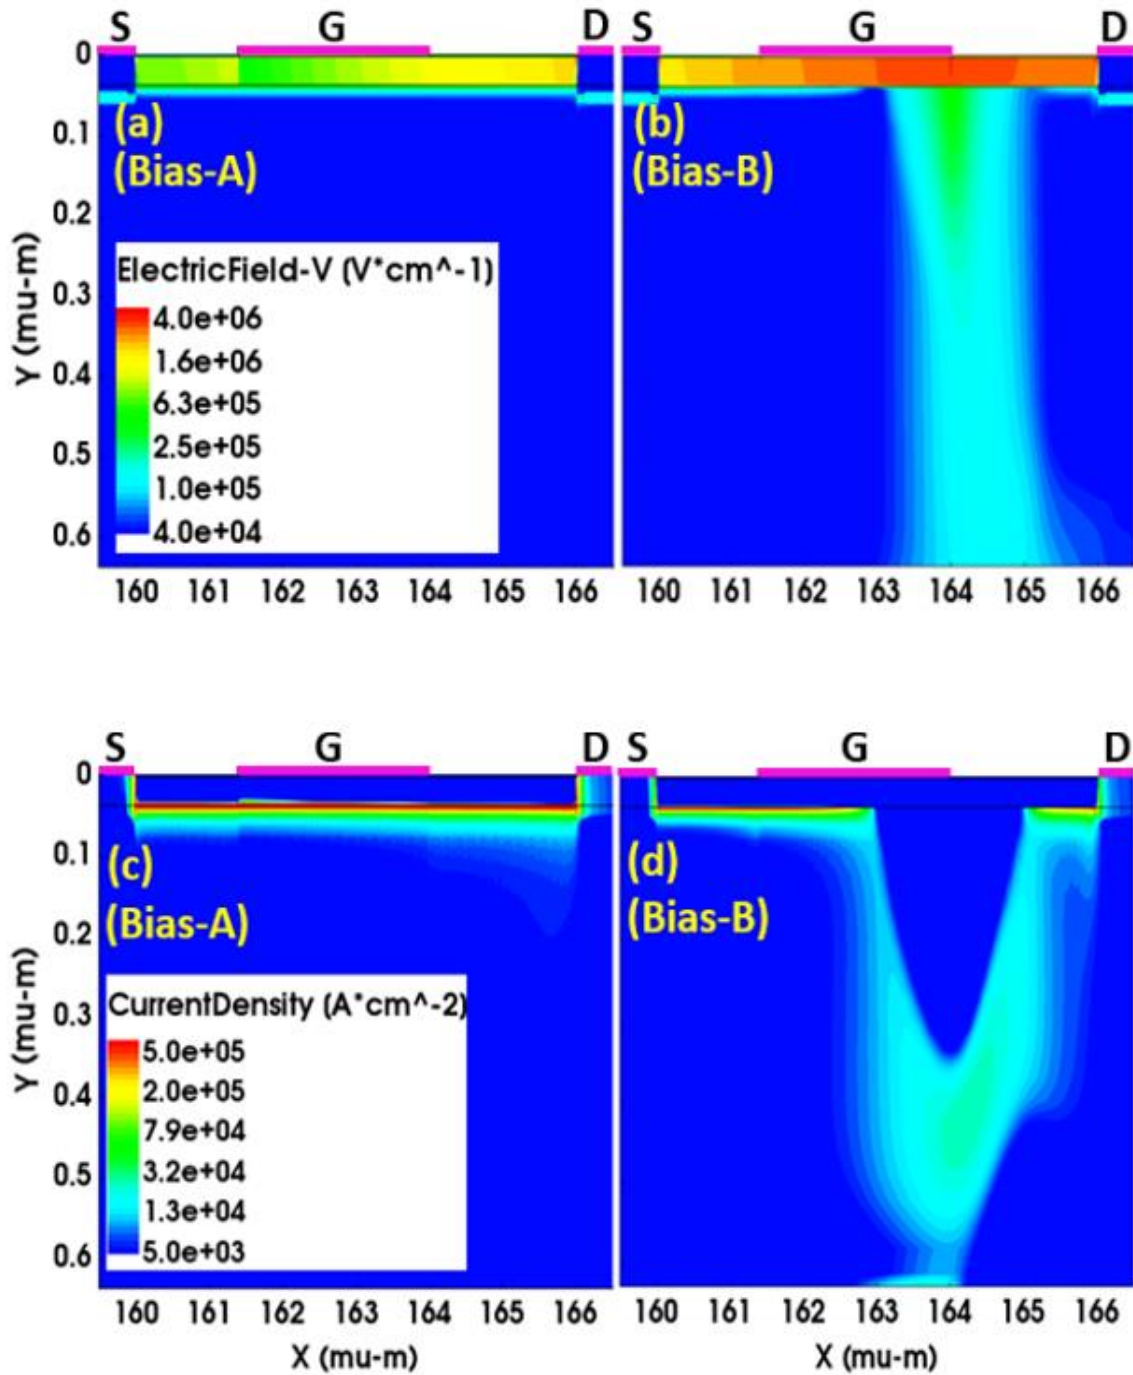 S G D S G D
0
0.1
0.2
0.3
0.4
0.5
0.6
Y (mu-m)
(a)
(Bias-A)
(b)
(Bias-B)
ElectricField-V (V*cm^-1)
4.0e+06
1.6e+06
6.3e+05
2.5e+05
1.0e+05
4.0e+04
160 161 162 163 164 165 166 160 161 162 163 164 165 166
S G D S G D
0
0.1
0.2
0.3
0.4
0.5
0.6
Y (mu-m)
(c)
(Bias-A)
(d)
(Bias-B)
CurrentDensity (A*cm^-2)
5.0e+05
2.0e+05
7.9e+04
3.2e+04
1.3e+04
5.0e+03
160 161 162 163 164 165 166 160 161 162 163 164 165 166
X (mu-m) X (mu-m)